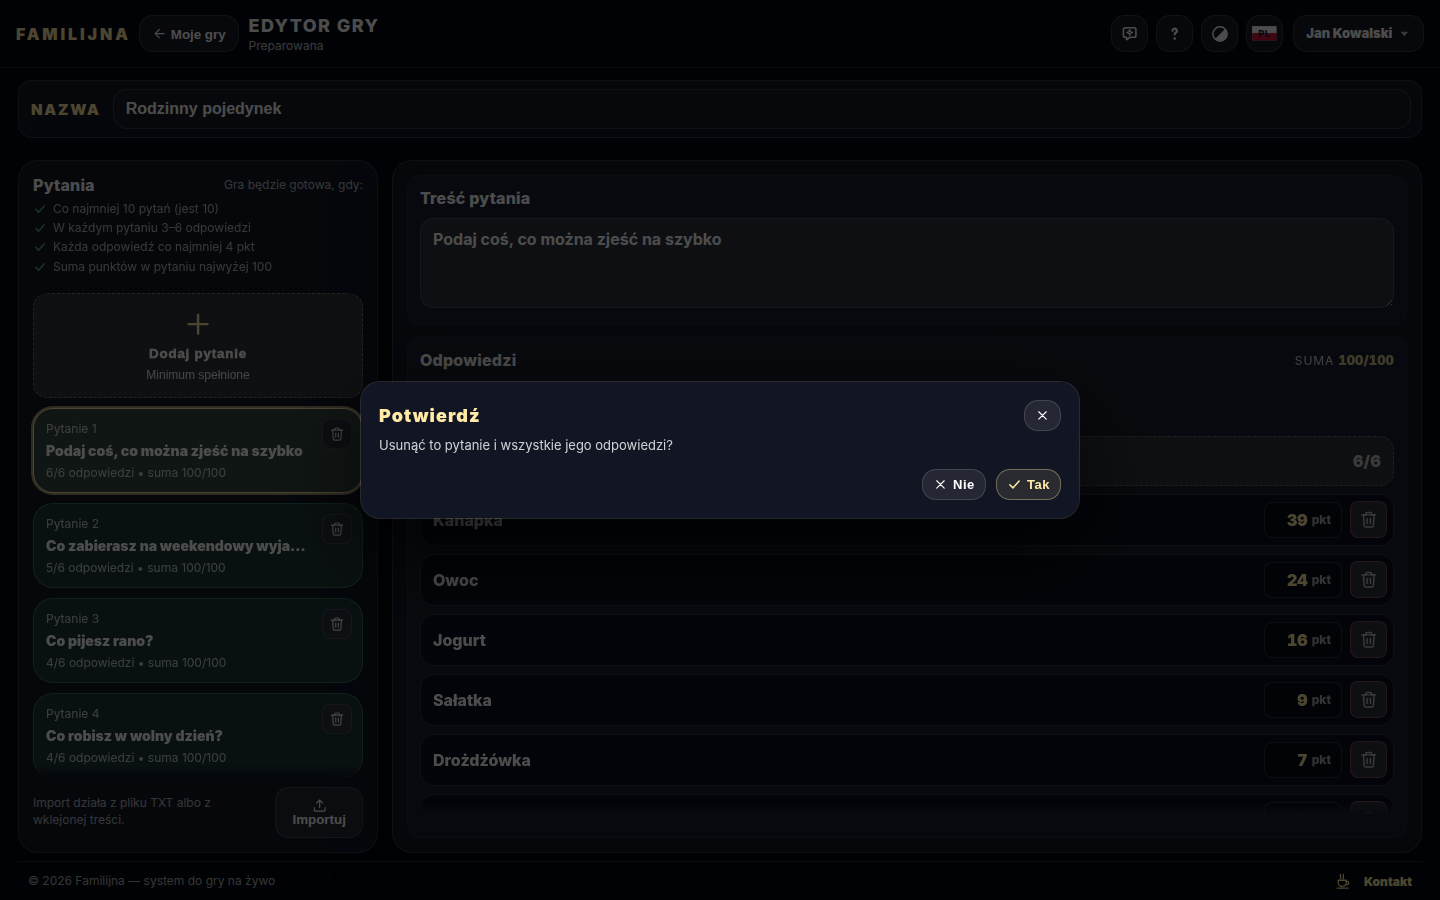 FAMILIJNA
← Moje gry
EDYTOR GRY
Preparowana
?
PL
Jan Kowalski
NAZWA
Rodzinny pojedynek
Pytania
Gra będzie gotowa, gdy:
Co najmniej 10 pytań (jest 10)
W każdym pytaniu 3–6 odpowiedzi
Każda odpowiedź co najmniej 4 pkt
Suma punktów w pytaniu najwyżej 100
Dodaj pytanie
Minimum spełnione
Pytanie 1
Podaj coś, co można zjeść na szybko
6/6 odpowiedzi • suma 100/100
Pytanie 2
Co zabierasz na weekendowy wyja...
5/6 odpowiedzi • suma 100/100
Pytanie 3
Co pijesz rano?
4/6 odpowiedzi • suma 100/100
Pytanie 4
Co robisz w wolny dzień?
4/6 odpowiedzi • suma 100/100
Import działa z pliku TXT albo z
wklejonej treści.
Importuj
Treść pytania
Podaj coś, co można zjeść na szybko
Odpowiedzi
SUMA 100/100
Potwierdź
Usunąć to pytanie i wszystkie jego odpowiedzi?
Nie
Tak
6/6
Kanapka
39 pkt
Owoc
24 pkt
Jogurt
16 pkt
Sałatka
9 pkt
Drożdżówka
7 pkt
© 2026 Familijna — system do gry na żywo
Kontakt